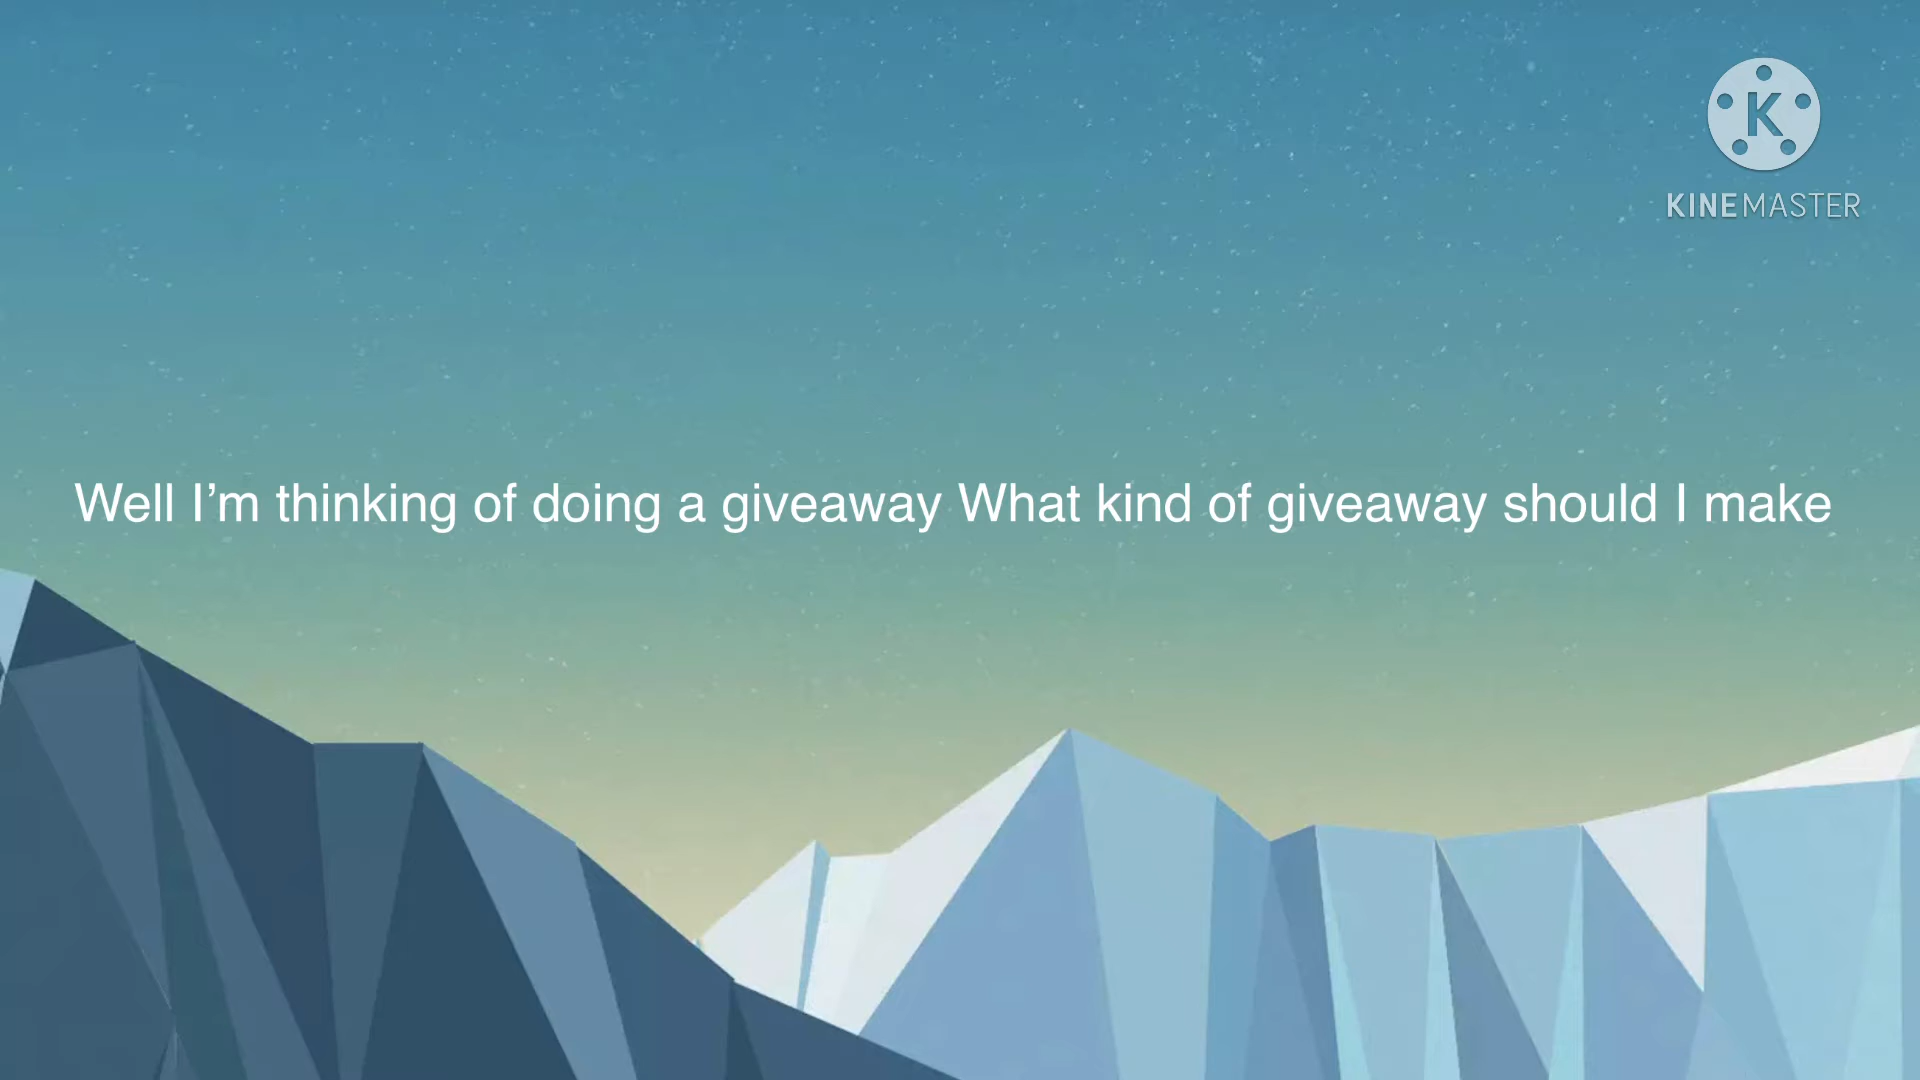 K
KINEMASTER
Well I’m thinking of doing a giveaway What kind of giveaway should I make